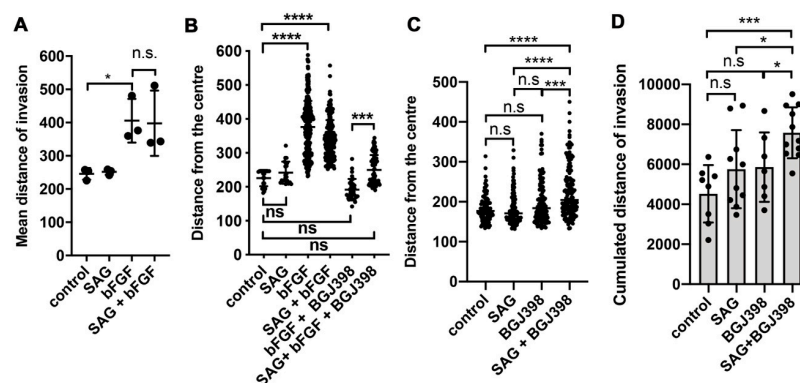 A
Mean distance of invasion
600
500
400
300
200
100
0
*
n.s.
control
SAG
bFGF
SAG + bFGF
B
Distance from the centre
600
500
400
300
200
100
0
****
****
***
ns
ns
ns
control
SAG
bFGF
SAG + bFGF
bFGF + BGJ398
SAG+ bFGF + BGJ398
C
Distance from the centre
500
400
300
200
100
0
****
****
n.s
***
n.s
n.s
control
SAG
BGJ398
SAG + BGJ398
D
Cumulated distance of invasion
10000
8000
6000
4000
2000
0
***
*
n.s
*
n.s
control
SAG
BGJ398
SAG+BGJ398